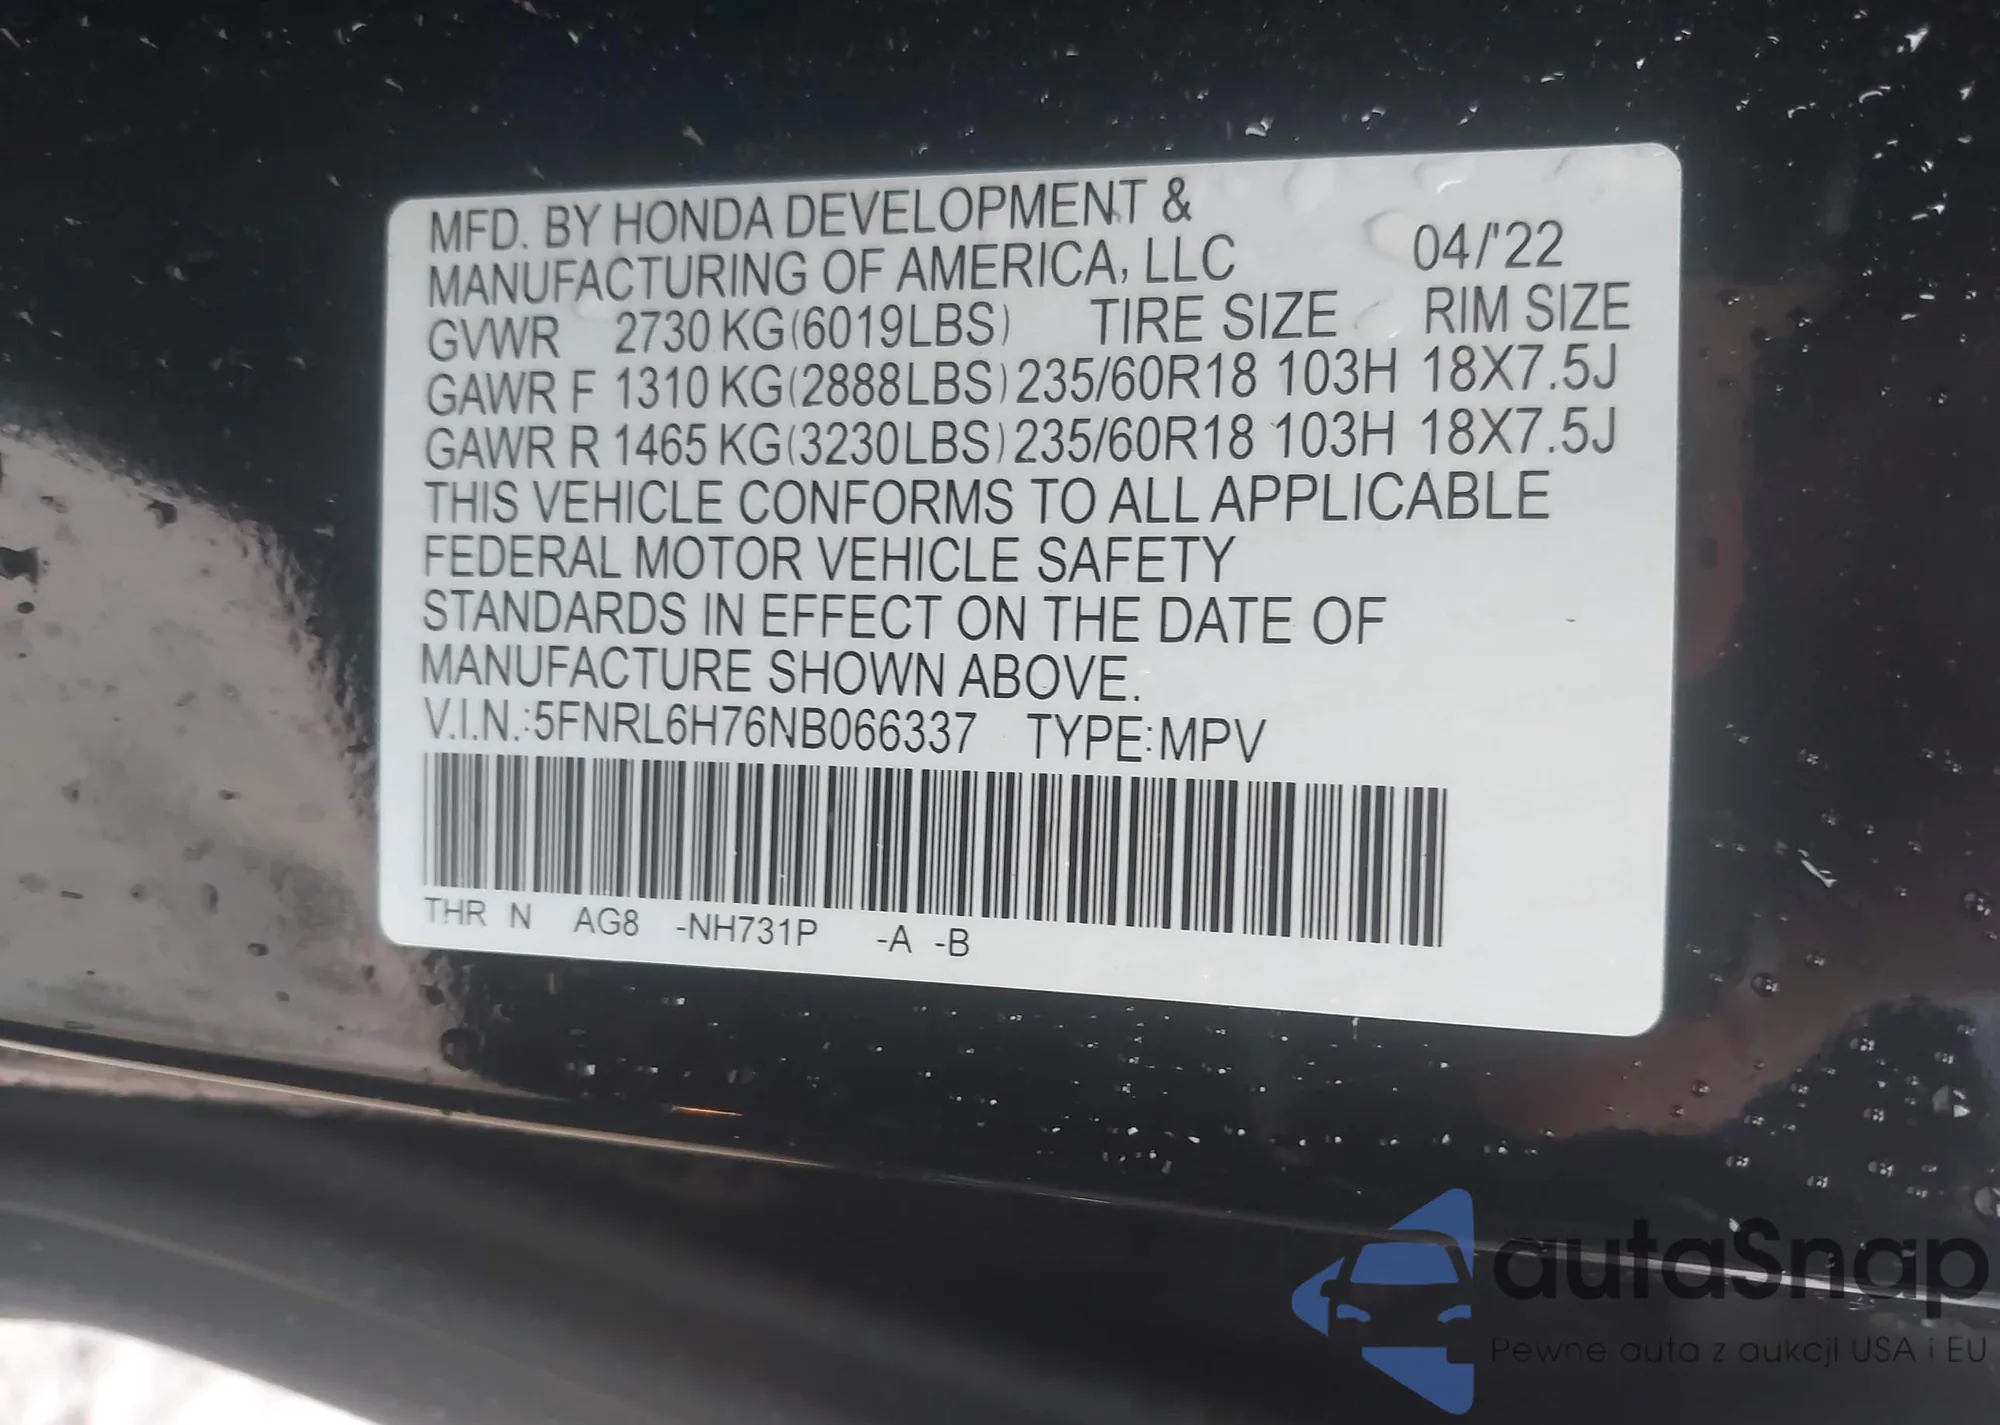 MFD. BY HONDA DEVELOPMENT &
MANUFACTURING OF AMERICA, LLC 04/'22
GVWR 2730 KG(6019LBS) TIRE SIZE RIM SIZE
GAWR F 1310 KG(2888LBS) 235/60R18 103H 18X7.5J
GAWR R 1465 KG(3230LBS) 235/60R18 103H 18X7.5J
THIS VEHICLE CONFORMS TO ALL APPLICABLE
FEDERAL MOTOR VEHICLE SAFETY
STANDARDS IN EFFECT ON THE DATE OF
MANUFACTURE SHOWN ABOVE.
V.I.N.:5FNRL6H76NB066337 TYPE:MPV
THR N AG8 -NH731P -A -B
autaSnap
Pewne auta z aukcji USA i EU